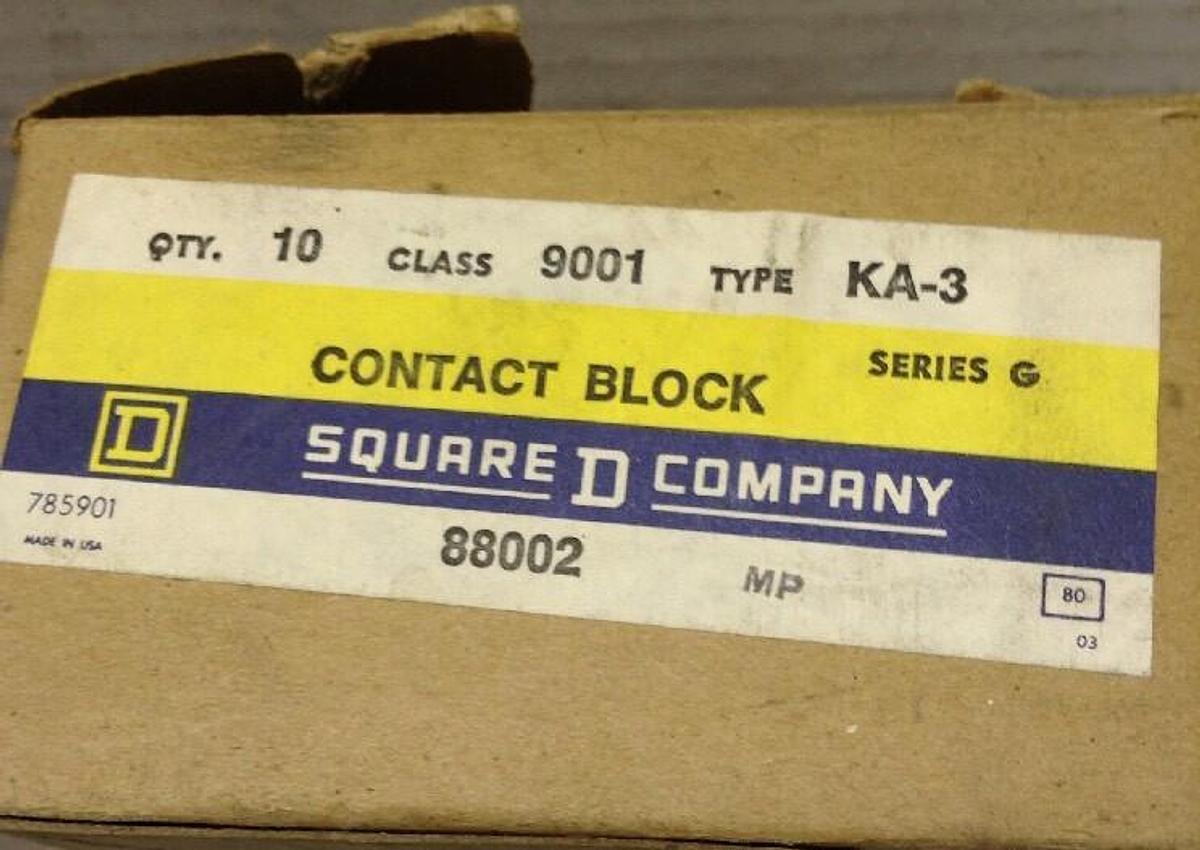 QTY. 10 CLASS 9001 TYPE KA-3
CONTACT BLOCK SERIES G
D SQUARE D COMPANY
785901
MADE IN USA
88002 MP 80
03